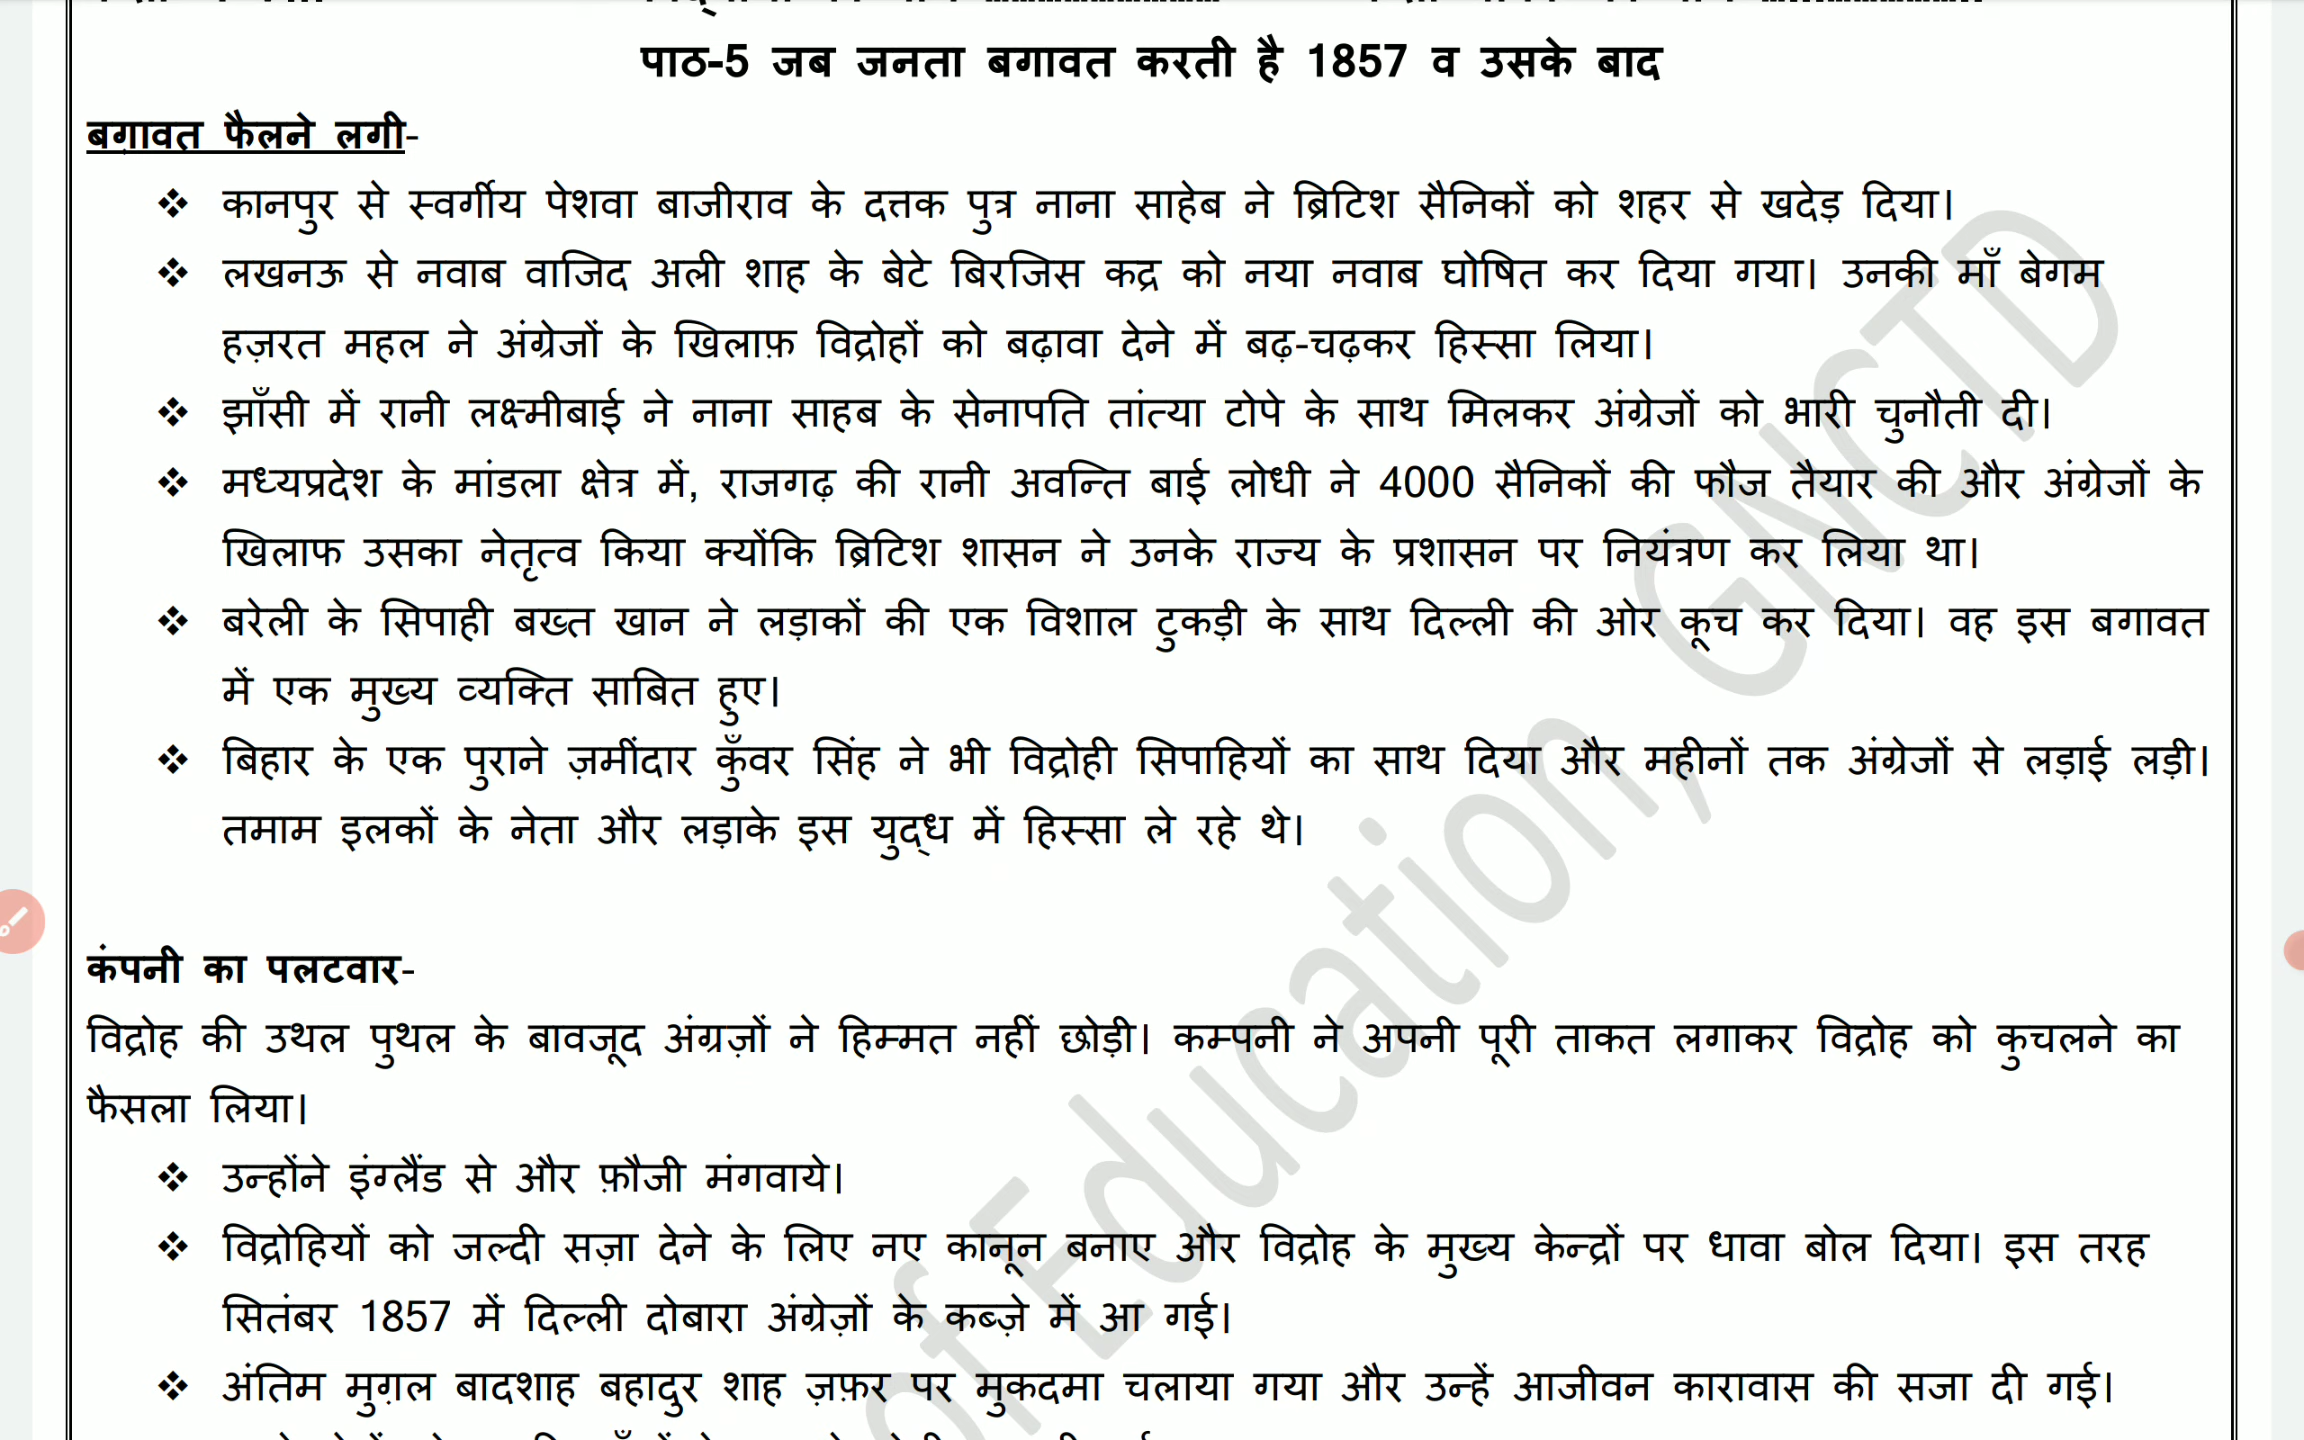 पाठ-5 जब जनता बगावत करती है 1857 व उसके बाद
बग़ावत फैलने लगी-
❖ कानपुर से स्वर्गीय पेशवा बाजीराव के दत्तक पुत्र नाना साहेब ने ब्रिटिश सैनिकों को शहर से खदेड़ दिया।
❖ लखनऊ से नवाब वाजिद अली शाह के बेटे बिरजिस कद्र को नया नवाब घोषित कर दिया गया। उनकी माँ बेगम
हज़रत महल ने अंग्रेजों के खिलाफ़ विद्रोहों को बढ़ावा देने में बढ़-चढ़कर हिस्सा लिया।
❖ झाँसी में रानी लक्ष्मीबाई ने नाना साहब के सेनापति तांत्या टोपे के साथ मिलकर अंग्रेजों को भारी चुनौती दी।
❖ मध्यप्रदेश के मांडला क्षेत्र में, राजगढ़ की रानी अवन्ति बाई लोधी ने 4000 सैनिकों की फौज तैयार की और अंग्रेजों के
खिलाफ उसका नेतृत्व किया क्योंकि ब्रिटिश शासन ने उनके राज्य के प्रशासन पर नियंत्रण कर लिया था।
❖ बरेली के सिपाही बख्त खान ने लड़ाकों की एक विशाल टुकड़ी के साथ दिल्ली की ओर कूच कर दिया। वह इस बगावत
में एक मुख्य व्यक्ति साबित हुए।
❖ बिहार के एक पुराने ज़मींदार कुँवर सिंह ने भी विद्रोही सिपाहियों का साथ दिया और महीनों तक अंग्रेजों से लड़ाई लड़ी।
तमाम इलकों के नेता और लड़ाके इस युद्ध में हिस्सा ले रहे थे।
कंपनी का पलटवार-
विद्रोह की उथल पुथल के बावजूद अंग्रज़ों ने हिम्मत नहीं छोड़ी। कम्पनी ने अपनी पूरी ताकत लगाकर विद्रोह को कुचलने का
फैसला लिया।
❖ उन्होंने इंग्लैंड से और फ़ौजी मंगवाये।
❖ विद्रोहियों को जल्दी सज़ा देने के लिए नए कानून बनाए और विद्रोह के मुख्य केन्द्रों पर धावा बोल दिया। इस तरह
सितंबर 1857 में दिल्ली दोबारा अंग्रेज़ों के कब्ज़े में आ गई।
❖ अंतिम मुग़ल बादशाह बहादुर शाह ज़फ़र पर मुकदमा चलाया गया और उन्हें आजीवन कारावास की सजा दी गई।
of Education, GNCTD